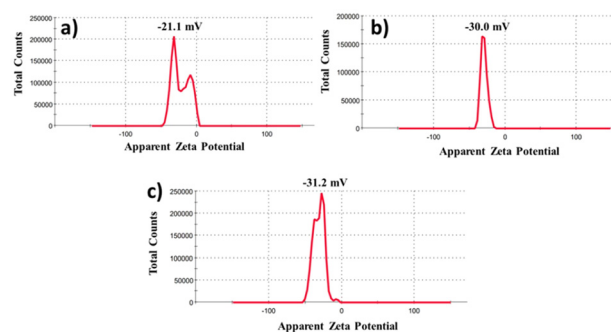 a)
-21.1 mV
250000
200000
150000
100000
50000
0
-100
0
100
Total Counts
Apparent Zeta Potential
b)
-30.0 mV
200000
150000
100000
50000
0
-100
0
100
Total Counts
Apparent Zeta Potential
c)
-31.2 mV
250000
200000
150000
100000
50000
0
-100
0
100
Total Counts
Apparent Zeta Potential